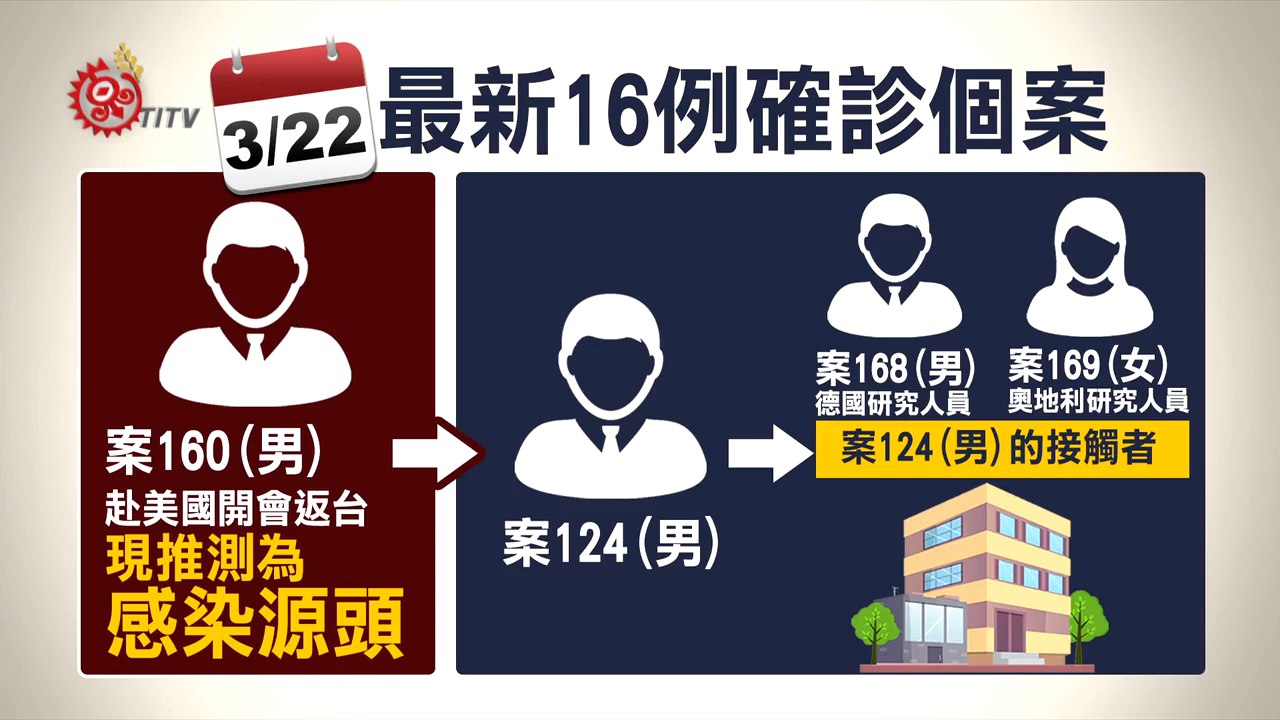 TITV
3/22
最新16例確診個案
案160(男)
赴美國開會返台
現推測為
感染源頭
案124(男)
案168(男)
德國研究人員
案169(女)
奧地利研究人員
案124(男)的接觸者